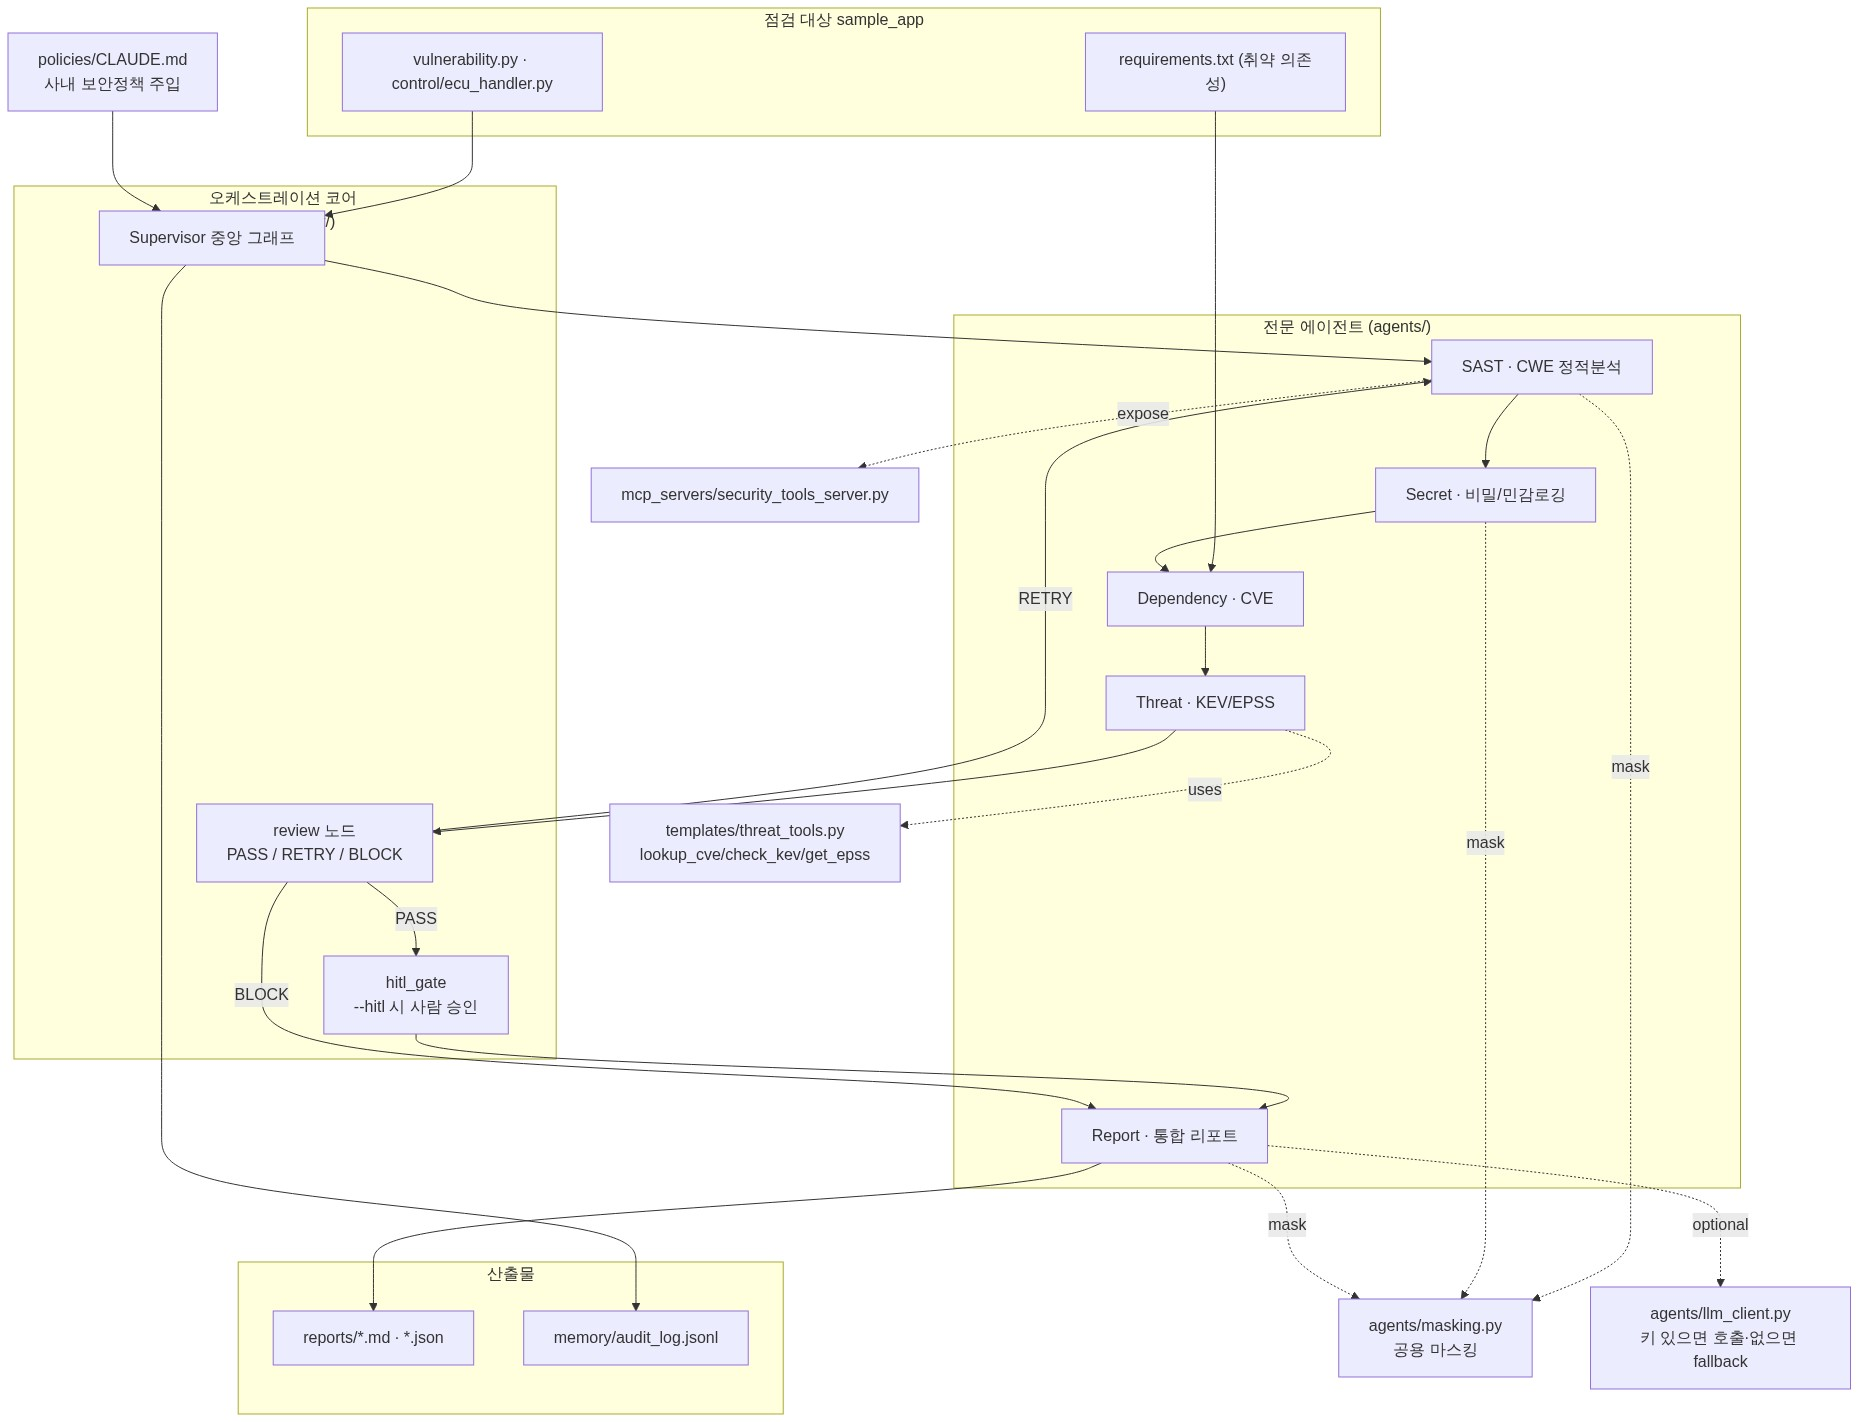 점검 대상 sample_app
policies/CLAUDE.md
사내 보안정책 주입
vulnerability.py ·
control/ecu_handler.py
requirements.txt (취약 의존
성)
오케스트레이션 코어
Supervisor 중앙 그래프
전문 에이전트 (agents/)
SAST · CWE 정적분석
expose
mcp_servers/security_tools_server.py
Secret · 비밀/민감로깅
RETRY
Dependency · CVE
Threat · KEV/EPSS
mask
uses
review 노드
PASS / RETRY / BLOCK
templates/threat_tools.py
lookup_cve/check_kev/get_epss
mask
PASS
hitl_gate
--hitl 시 사람 승인
BLOCK
Report · 통합 리포트
mask
optional
산출물
reports/*.md · *.json
memory/audit_log.jsonl
agents/masking.py
공용 마스킹
agents/llm_client.py
키 있으면 호출·없으면
fallback